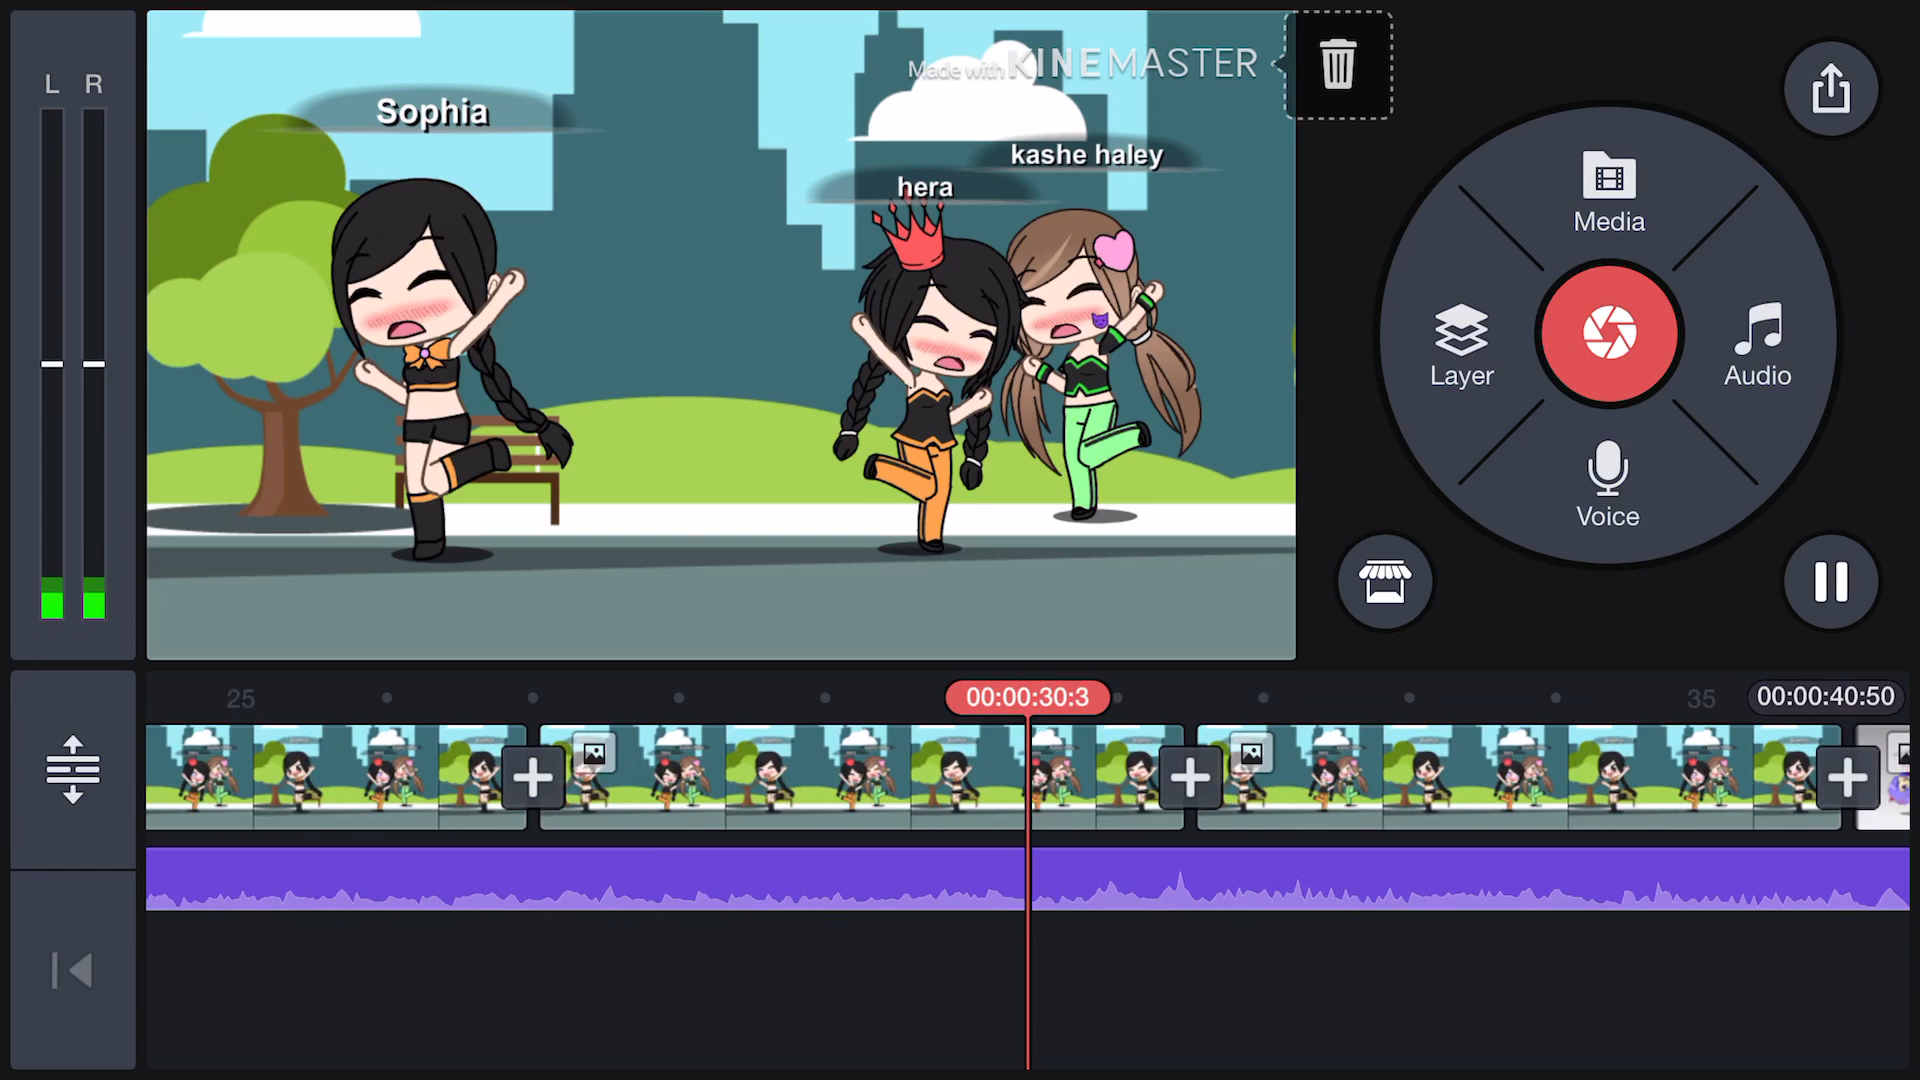 L R
Made with KINEMASTER
Sophia
kashe haley
hera
Media
Layer
Audio
Voice
25
00:00:30:3
35
00:00:40:50